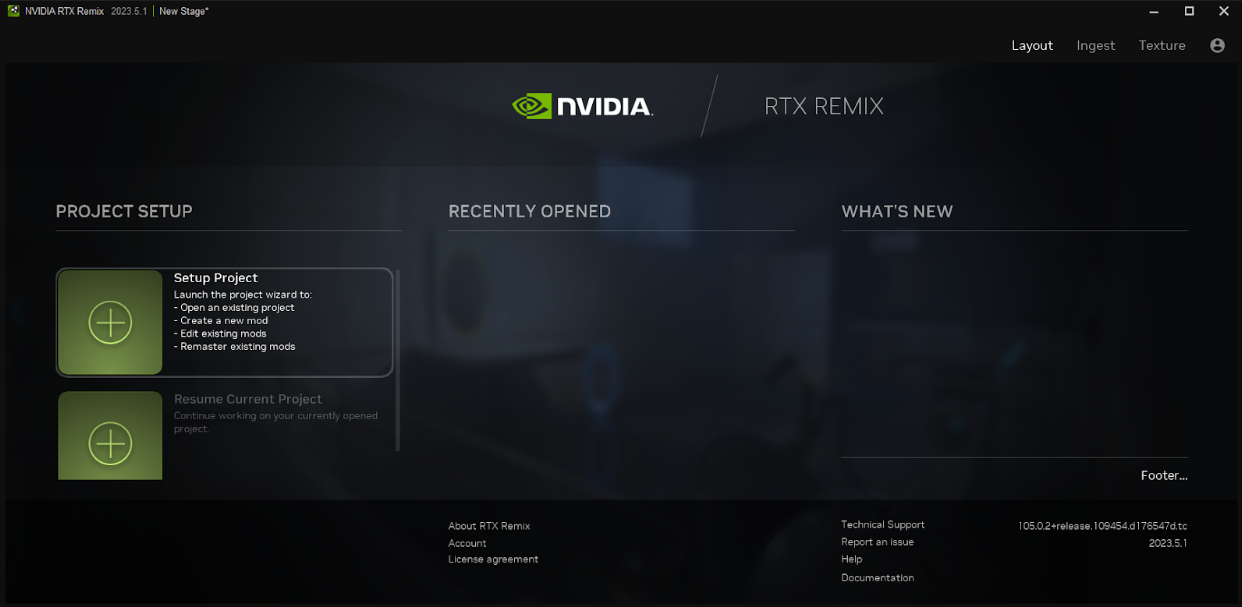 NVIDIA RTX Remix 2023.5.1 | New Stage*
Layout Ingest Texture
NVIDIA.
RTX REMIX
PROJECT SETUP
Setup Project
Launch the project wizard to:
- Open an existing project
- Create a new mod
- Edit existing mods
- Remaster existing mods
Resume Current Project
Continue working on your currently opened
project.
RECENTLY OPENED
WHAT'S NEW
Footer...
About RTX Remix
Account
License agreement
Technical Support
Report an issue
Help
Documentation
105.0.2+release.109454.d176547d.tc
2023.5.1